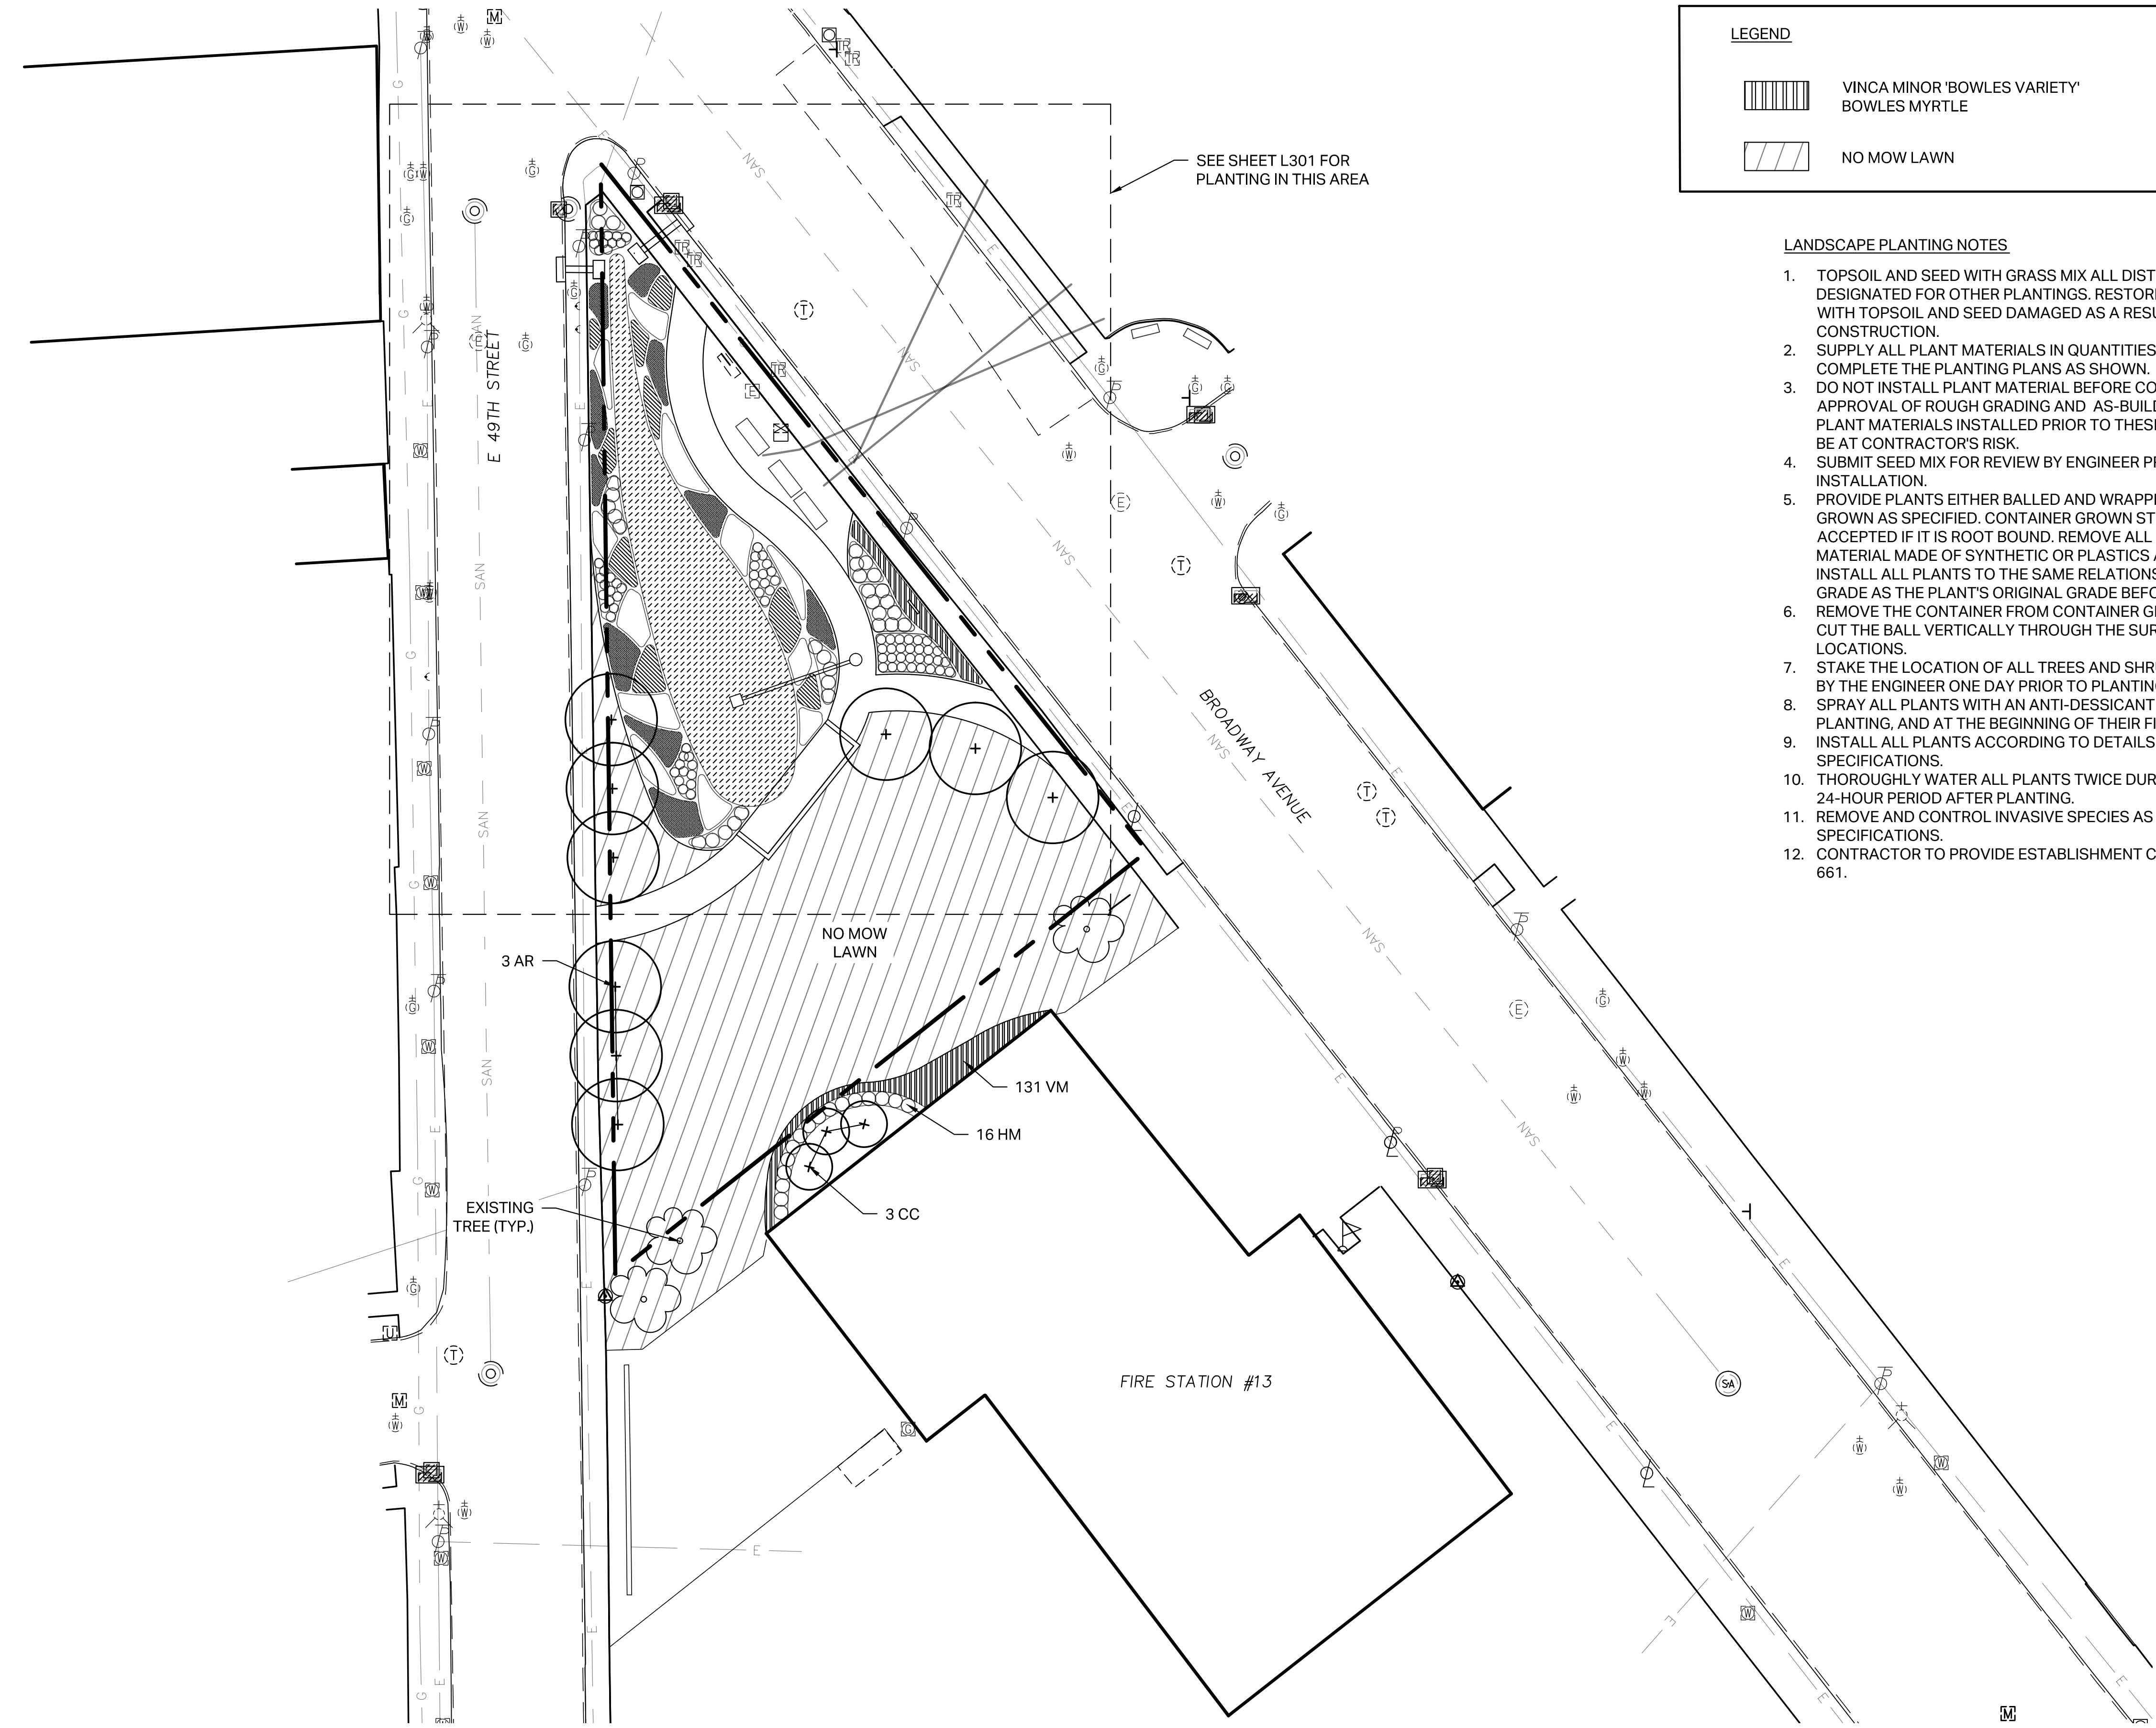 LEGEND
VINCA MINOR 'BOWLES VARIETY'
BOWLES MYRTLE
NO MOW LAWN
SEE SHEET L301 FOR
PLANTING IN THIS AREA
LANDSCAPE PLANTING NOTES
1. TOPSOIL AND SEED WITH GRASS MIX ALL DIST
DESIGNATED FOR OTHER PLANTINGS. RESTOR
WITH TOPSOIL AND SEED DAMAGED AS A RESU
CONSTRUCTION.
2. SUPPLY ALL PLANT MATERIALS IN QUANTITIES
COMPLETE THE PLANTING PLANS AS SHOWN.
3. DO NOT INSTALL PLANT MATERIAL BEFORE CO
APPROVAL OF ROUGH GRADING AND AS-BUIL
PLANT MATERIALS INSTALLED PRIOR TO THES
BE AT CONTRACTOR'S RISK.
4. SUBMIT SEED MIX FOR REVIEW BY ENGINEER P
INSTALLATION.
5. PROVIDE PLANTS EITHER BALLED AND WRAPP
GROWN AS SPECIFIED. CONTAINER GROWN ST
ACCEPTED IF IT IS ROOT BOUND. REMOVE ALL
MATERIAL MADE OF SYNTHETIC OR PLASTICS A
INSTALL ALL PLANTS TO THE SAME RELATIONS
GRADE AS THE PLANT'S ORIGINAL GRADE BEFO
6. REMOVE THE CONTAINER FROM CONTAINER G
CUT THE BALL VERTICALLY THROUGH THE SUR
LOCATIONS.
7. STAKE THE LOCATION OF ALL TREES AND SHR
BY THE ENGINEER ONE DAY PRIOR TO PLANTIN
8. SPRAY ALL PLANTS WITH AN ANTI-DESSICANT
PLANTING, AND AT THE BEGINNING OF THEIR FI
9. INSTALL ALL PLANTS ACCORDING TO DETAILS
SPECIFICATIONS.
10. THOROUGHLY WATER ALL PLANTS TWICE DUR
24-HOUR PERIOD AFTER PLANTING.
11. REMOVE AND CONTROL INVASIVE SPECIES AS
SPECIFICATIONS.
12. CONTRACTOR TO PROVIDE ESTABLISHMENT C
661.
E 49TH STREET
BROADWAY AVENUE
NO MOW
LAWN
3 AR
131 VM
16 HM
3 CC
EXISTING
TREE (TYP.)
FIRE STATION #13